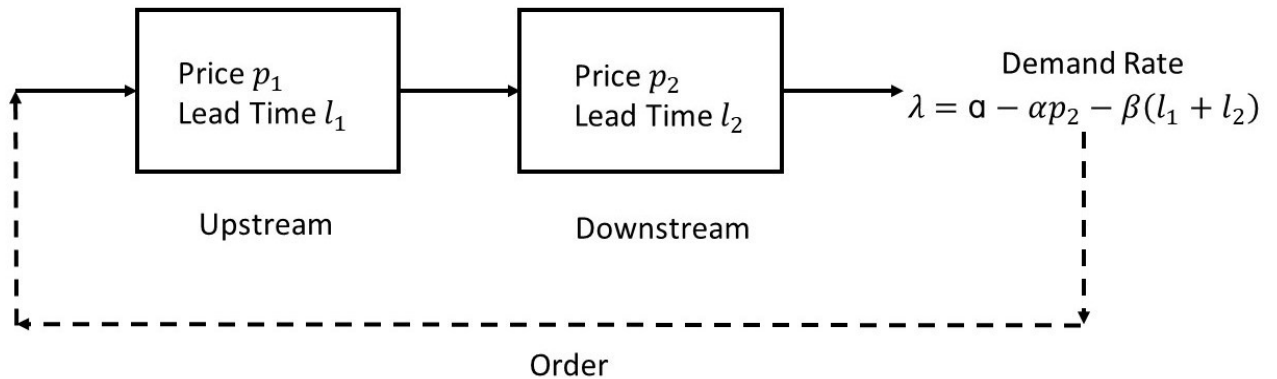 Price p₁
Lead Time l₁
Price p₂
Lead Time l₂
Demand Rate
λ = a − αp₂ − β(l₁ + l₂)
Upstream
Downstream
Order